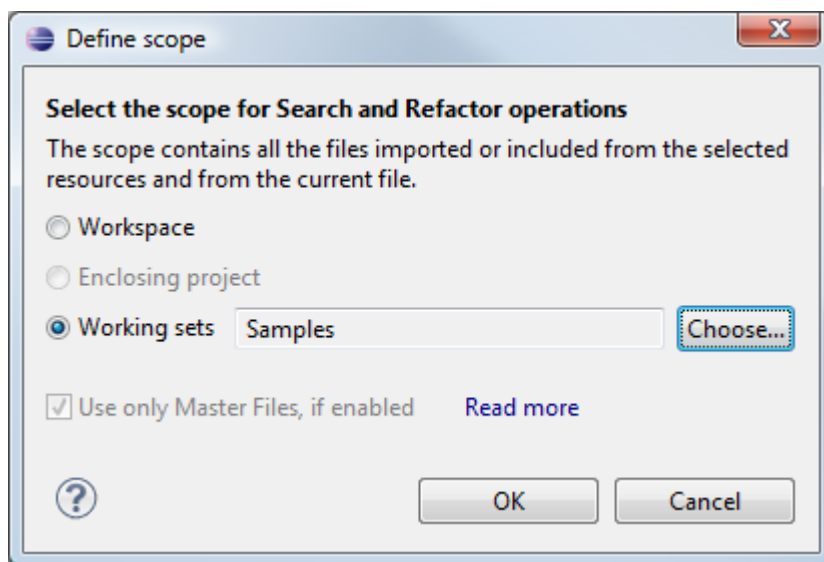 Define scope
Select the scope for Search and Refactor operations
The scope contains all the files imported or included from the selected
resources and from the current file.
Workspace
Enclosing project
Working sets Samples Choose...
Use only Master Files, if enabled Read more
? OK Cancel